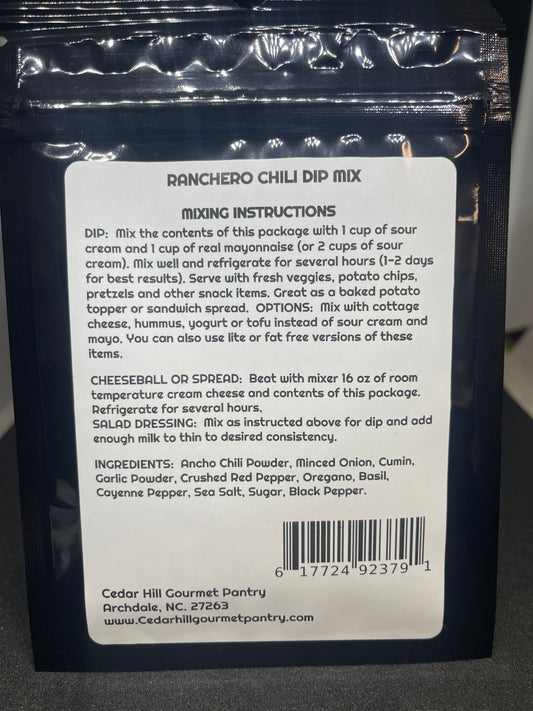 RANCHERO CHILI DIP MIX
MIXING INSTRUCTIONS
DIP: Mix the contents of this package with 1 cup of sour
cream and 1 cup of real mayonnaise (or 2 cups of sour
cream). Mix well and refrigerate for several hours (1-2 days
for best results). Serve with fresh veggies, potato chips,
pretzels and other snack items. Great as a baked potato
topper or sandwich spread. OPTIONS: Mix with cottage
cheese, hummus, yogurt or tofu instead of sour cream and
mayo. You can also use lite or fat free versions of these
items.
CHEESEBALL OR SPREAD: Beat with mixer 16 oz of room
temperature cream cheese and contents of this package.
Refrigerate for several hours.
SALAD DRESSING: Mix as instructed above for dip and add
enough milk to thin to desired consistency.
INGREDIENTS: Ancho Chili Powder, Minced Onion, Cumin,
Garlic Powder, Crushed Red Pepper, Oregano, Basil,
Cayenne Pepper, Sea Salt, Sugar, Black Pepper.
6 17724 92379 1
Cedar Hill Gourmet Pantry
Archdale, NC. 27263
www.Cedarhillgourmetpantry.com